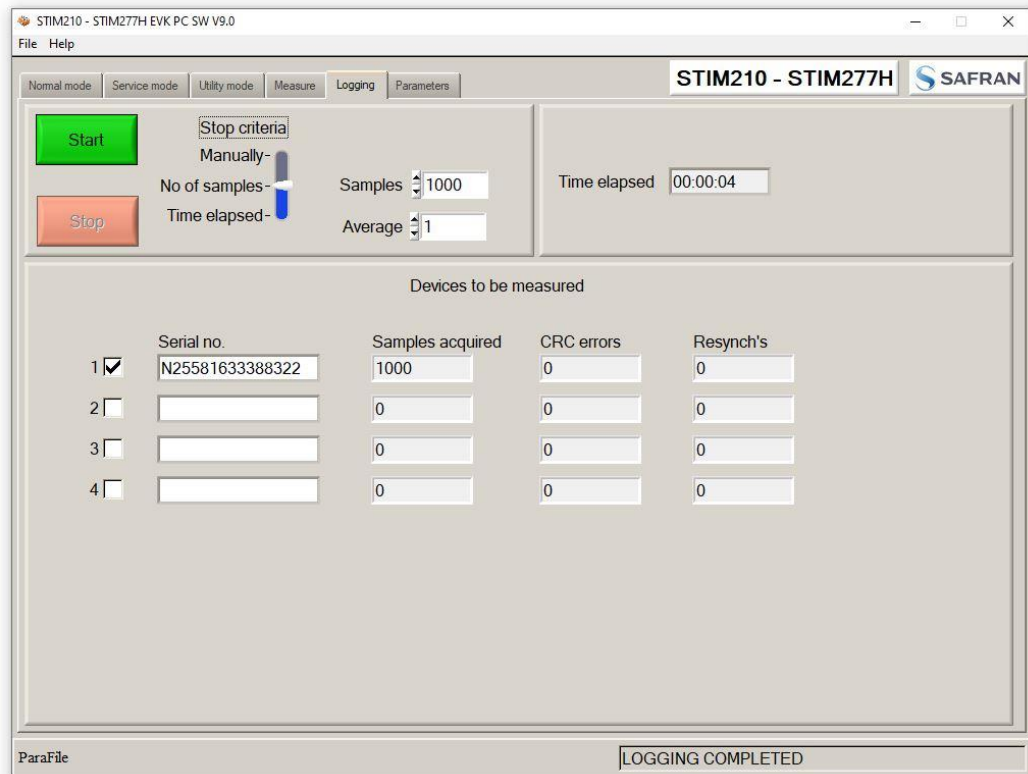 STIM210 - STIM277H EVK PC SW V9.0
File Help
Normal mode Service mode Utility mode Measure Logging Parameters
STIM210 - STIM277H
SAFRAN
Start
Stop
Stop criteria
Manually-
No of samples-
Time elapsed-
Samples 1000
Average 1
Time elapsed 00:00:04
Devices to be measured
Serial no. Samples acquired CRC errors Resynch's
1 N25581633388322 1000 0 0
2 0 0 0
3 0 0 0
4 0 0 0
ParaFile
LOGGING COMPLETED